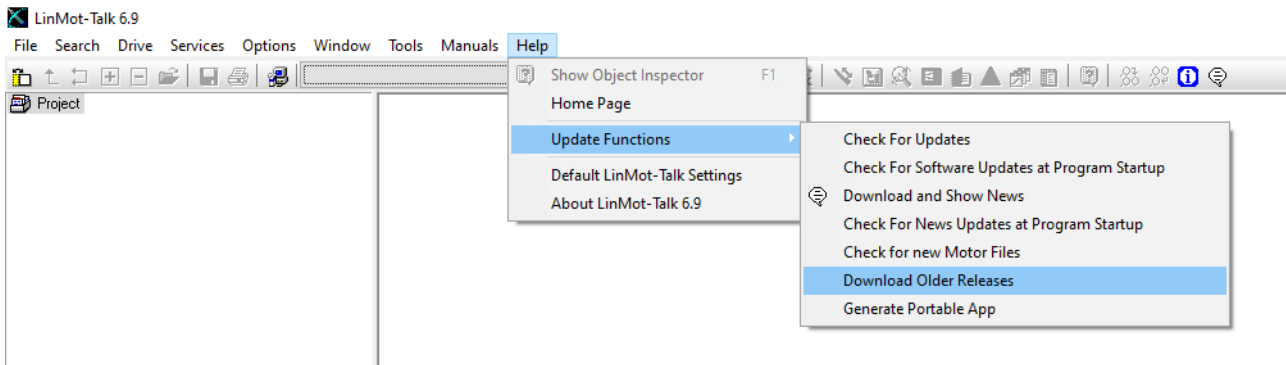 LinMot-Talk 6.9
File Search Drive Services Options Window Tools Manuals Help
Project
Show Object Inspector F1
Home Page
Update Functions
Default LinMot-Talk Settings
About LinMot-Talk 6.9
Check For Updates
Check For Software Updates at Program Startup
Download and Show News
Check For News Updates at Program Startup
Check for new Motor Files
Download Older Releases
Generate Portable App